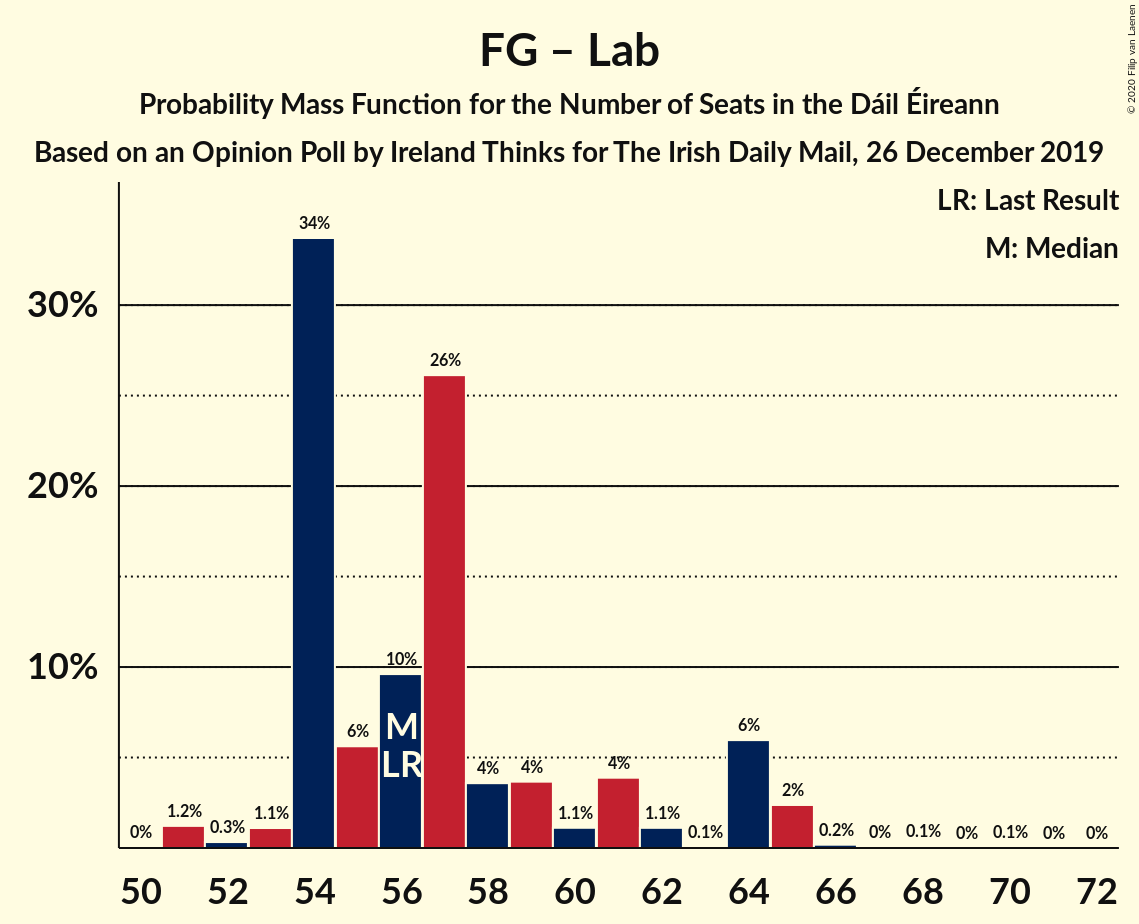 FG – Lab
Probability Mass Function for the Number of Seats in the Dáil Éireann
Based on an Opinion Poll by Ireland Thinks for The Irish Daily Mail, 26 December 2019
© 2020 Filip van Laenen
LR: Last Result
M: Median
30%
20%
10%
0%
1.2%
0.3%
1.1%
34%
6%
10%
M
LR
26%
4%
4%
1.1%
4%
1.1%
0.1%
6%
2%
0.2%
0%
0.1%
0%
0.1%
0%
0%
50 52 54 56 58 60 62 64 66 68 70 72